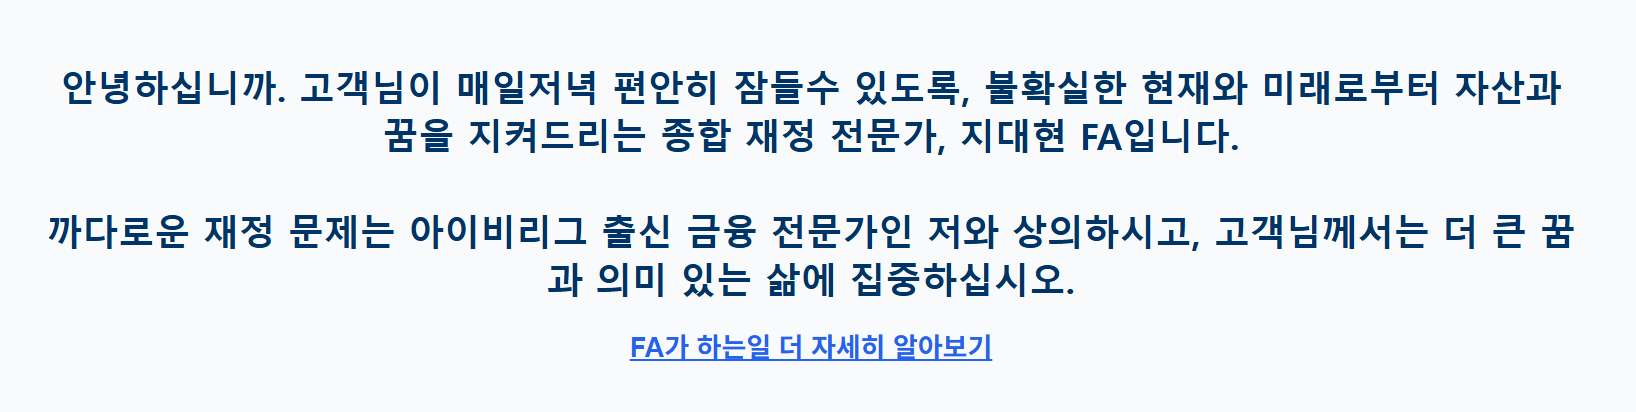 안녕하십니까. 고객님이 매일저녁 편안히 잠들수 있도록, 불확실한 현재와 미래로부터 자산과
꿈을 지켜드리는 종합 재정 전문가, 지대현 FA입니다.
까다로운 재정 문제는 아이비리그 출신 금융 전문가인 저와 상의하시고, 고객님께서는 더 큰 꿈
과 의미 있는 삶에 집중하십시오.
FA가 하는일 더 자세히 알아보기